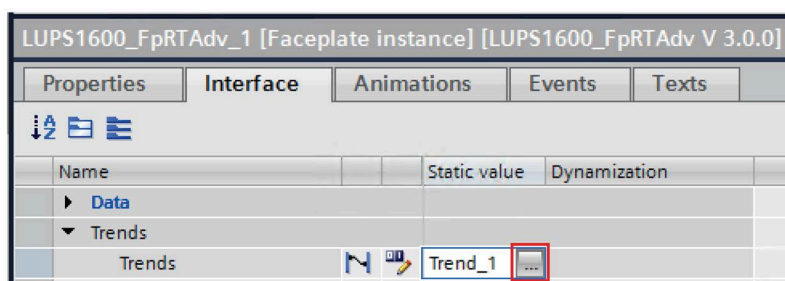 LUPS1600_FpRTAdv_1 [Faceplate instance] [LUPS1600_FpRTAdv V 3.0.0]
Properties Interface Animations Events Texts
Name Static value Dynamization
Data
Trends
Trends Trend_1 ...